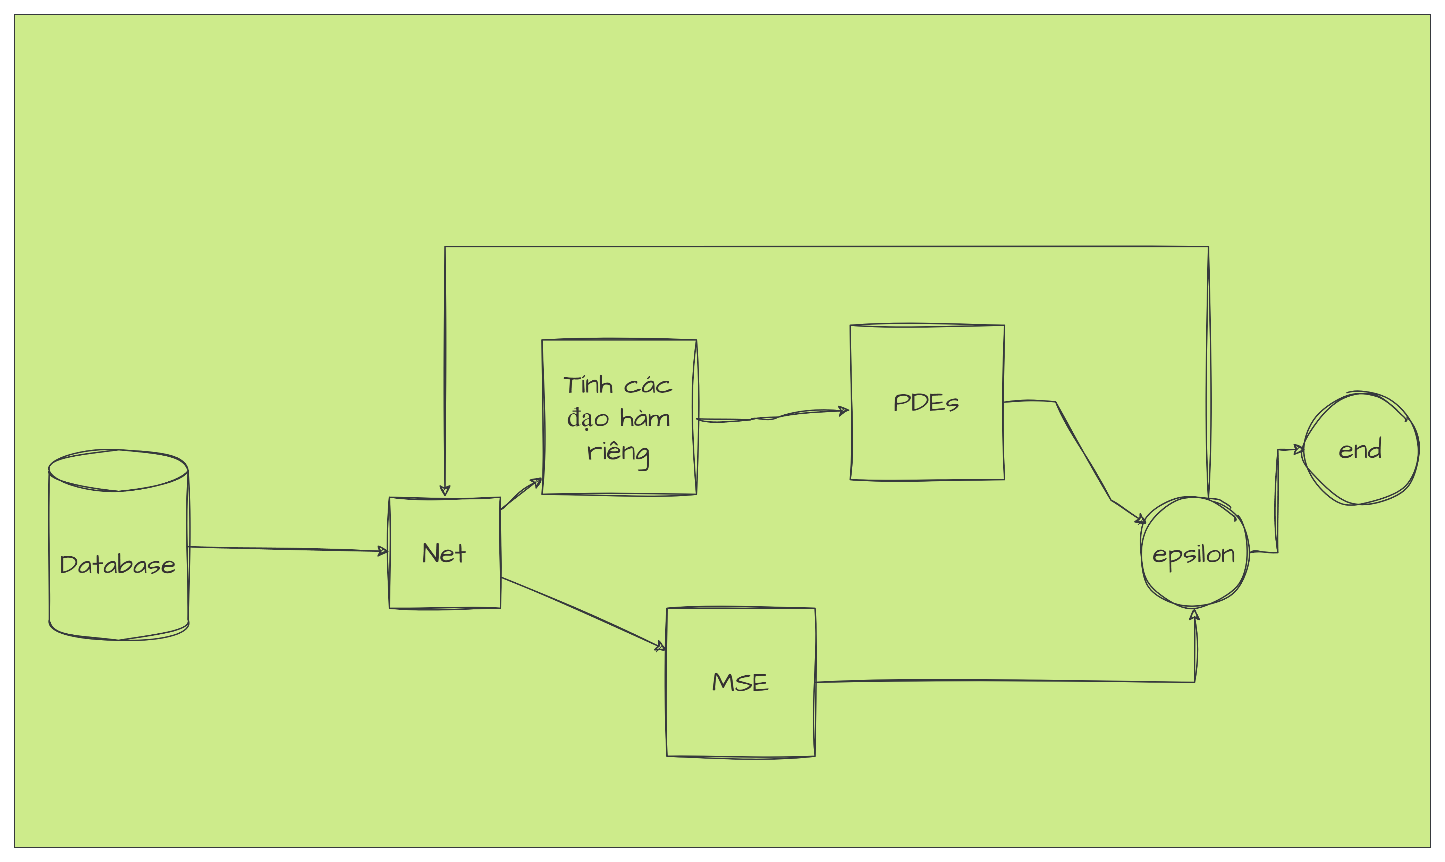 Tính các
đạo hàm
riêng
PDEs
end
Database
Net
epsilon
MSE